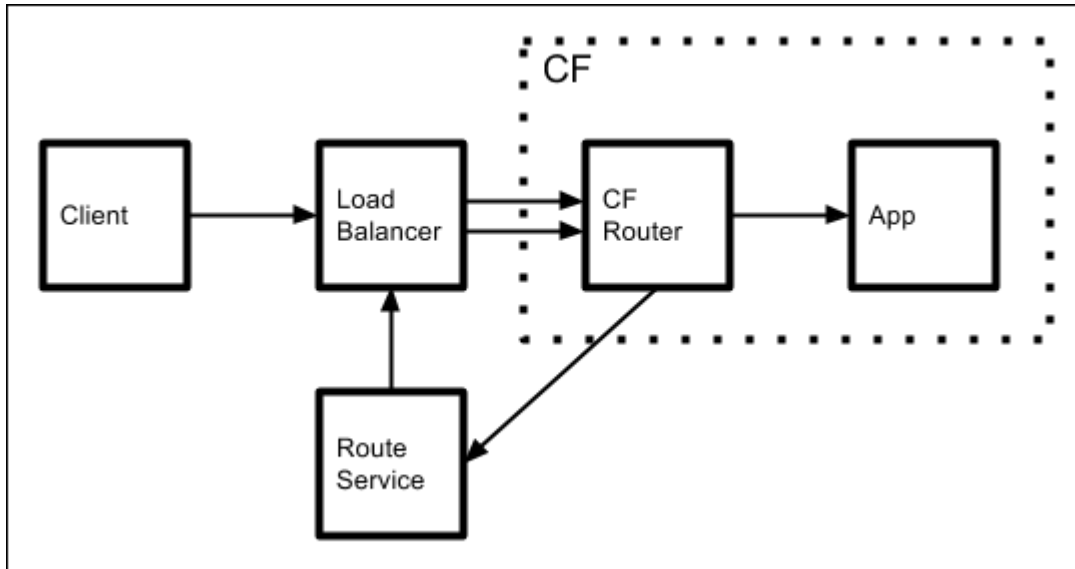 CF
Client
Load
Balancer
CF
Router
App
Route
Service